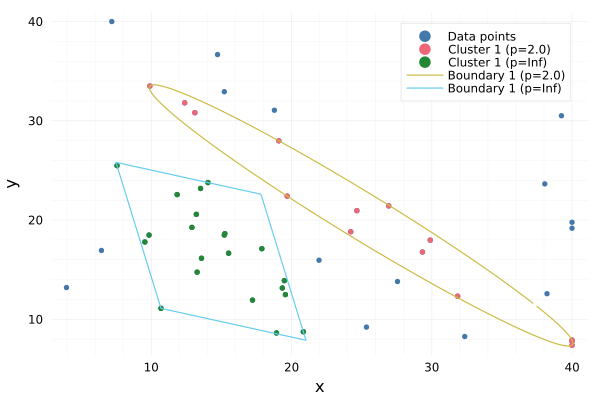 40
30
20
10
y
10
20
30
40
x
Data points
Cluster 1 (p=2.0)
Cluster 1 (p=Inf)
Boundary 1 (p=2.0)
Boundary 1 (p=Inf)